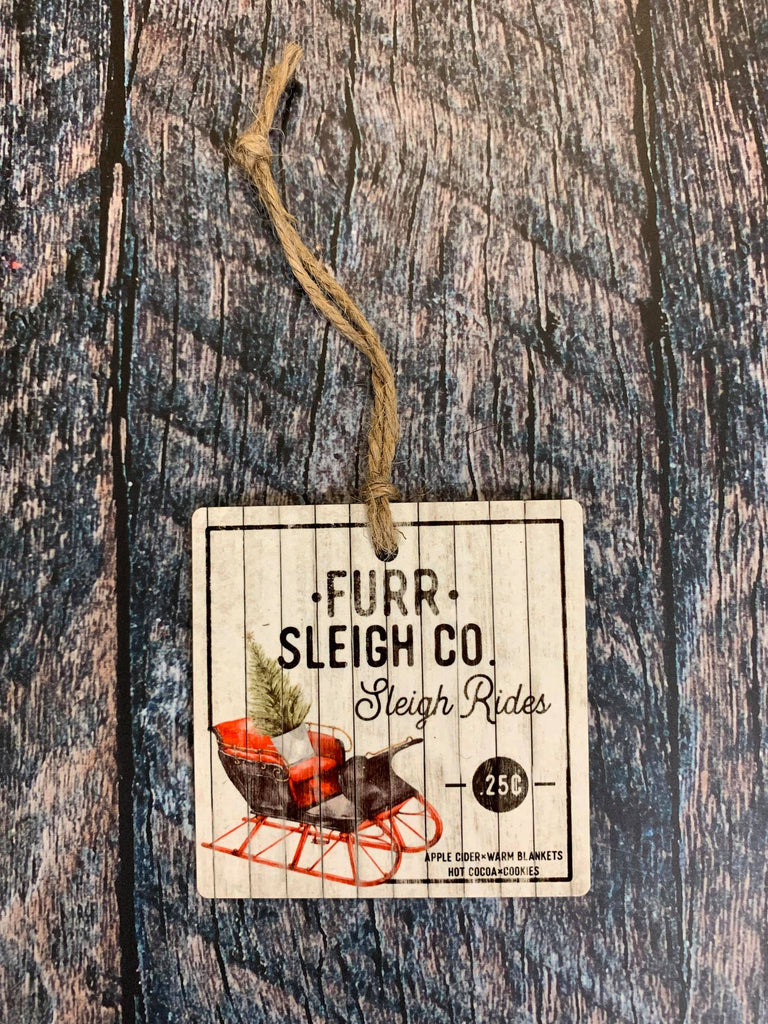 ·FURR·
SLEIGH CO.
Sleigh Rides
.25¢
APPLE CIDER×WARM BLANKETS
HOT COCOA×COOKIES